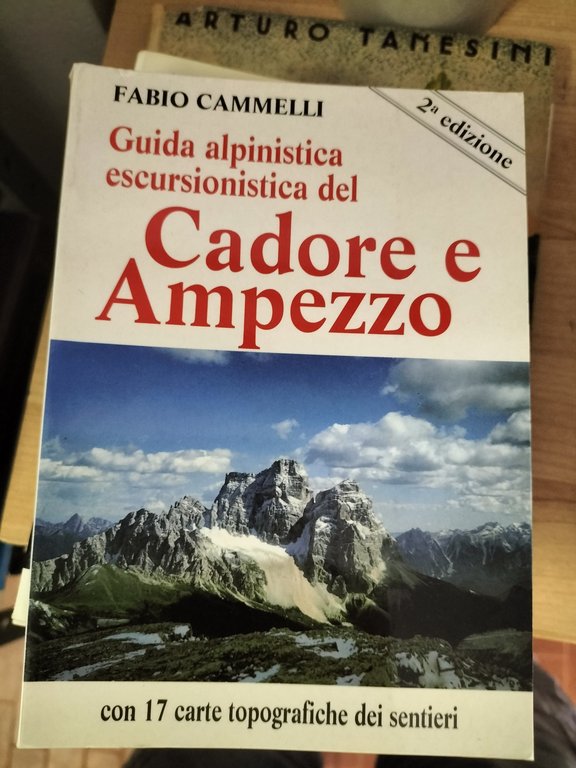 ARTURO TANESINI
FABIO CAMMELLI
2ª edizione
Guida alpinistica
escursionistica del
Cadore e
Ampezzo
con 17 carte topografiche dei sentieri